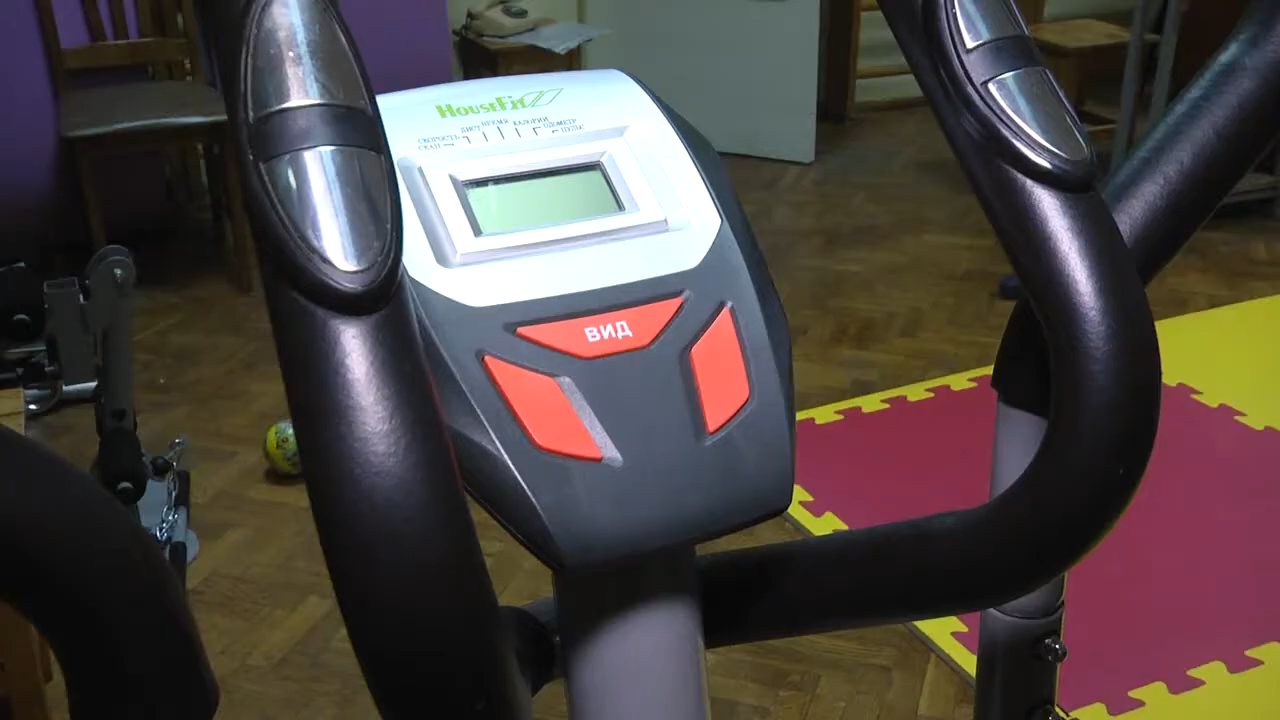 HouseFit
ВРЕМЯ КАЛОРИИ
ДИСТ ОДОМЕТР
СКОРОСТЬ ПУЛЬС
СКАН
ВИД